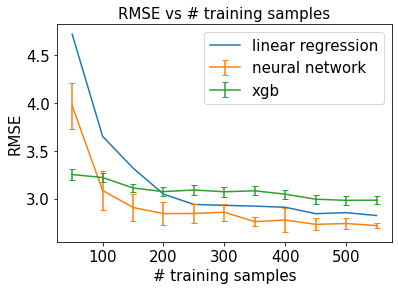 RMSE vs # training samples
linear regression
neural network
xgb
RMSE
4.5
4.0
3.5
3.0
100 200 300 400 500
# training samples